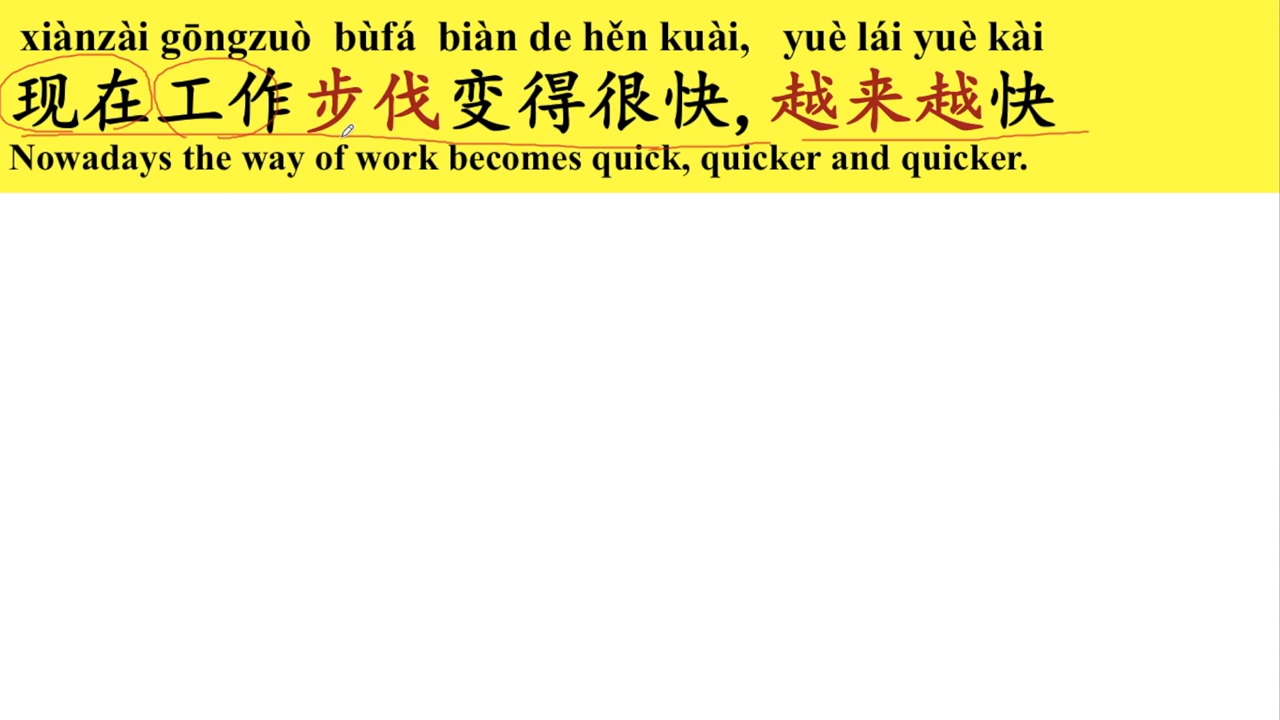 xiànzài gōngzuò bùfá biàn de hěn kuài, yuè lái yuè kài
现在工作步伐变得很快,越来越快
Nowadays the way of work becomes quick, quicker and quicker.